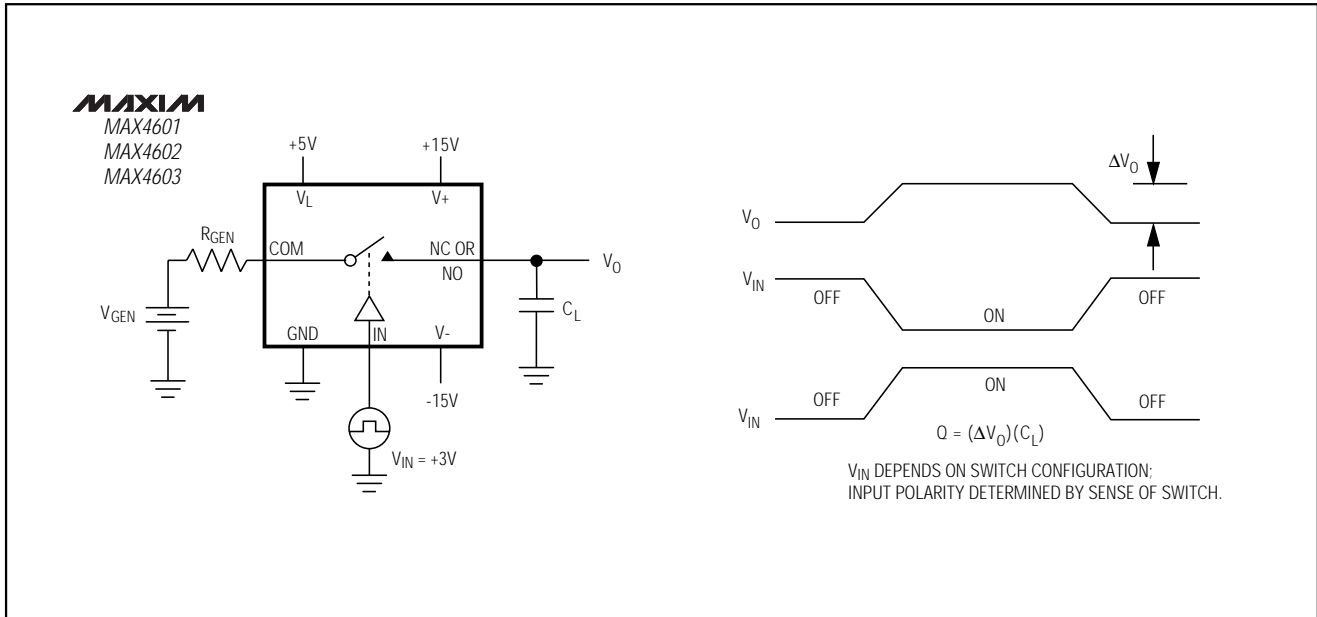 MAXIM
MAX4601
MAX4602
MAX4603
+5V
+15V
VL
V+
RGEN
COM
NC OR
NO
VO
VGEN
CL
GND
IN
V-
-15V
VIN = +3V
ΔVO
VO
VIN
OFF
ON
OFF
VIN
OFF
ON
OFF
Q = (ΔVO)(CL)
VIN DEPENDS ON SWITCH CONFIGURATION;
INPUT POLARITY DETERMINED BY SENSE OF SWITCH.